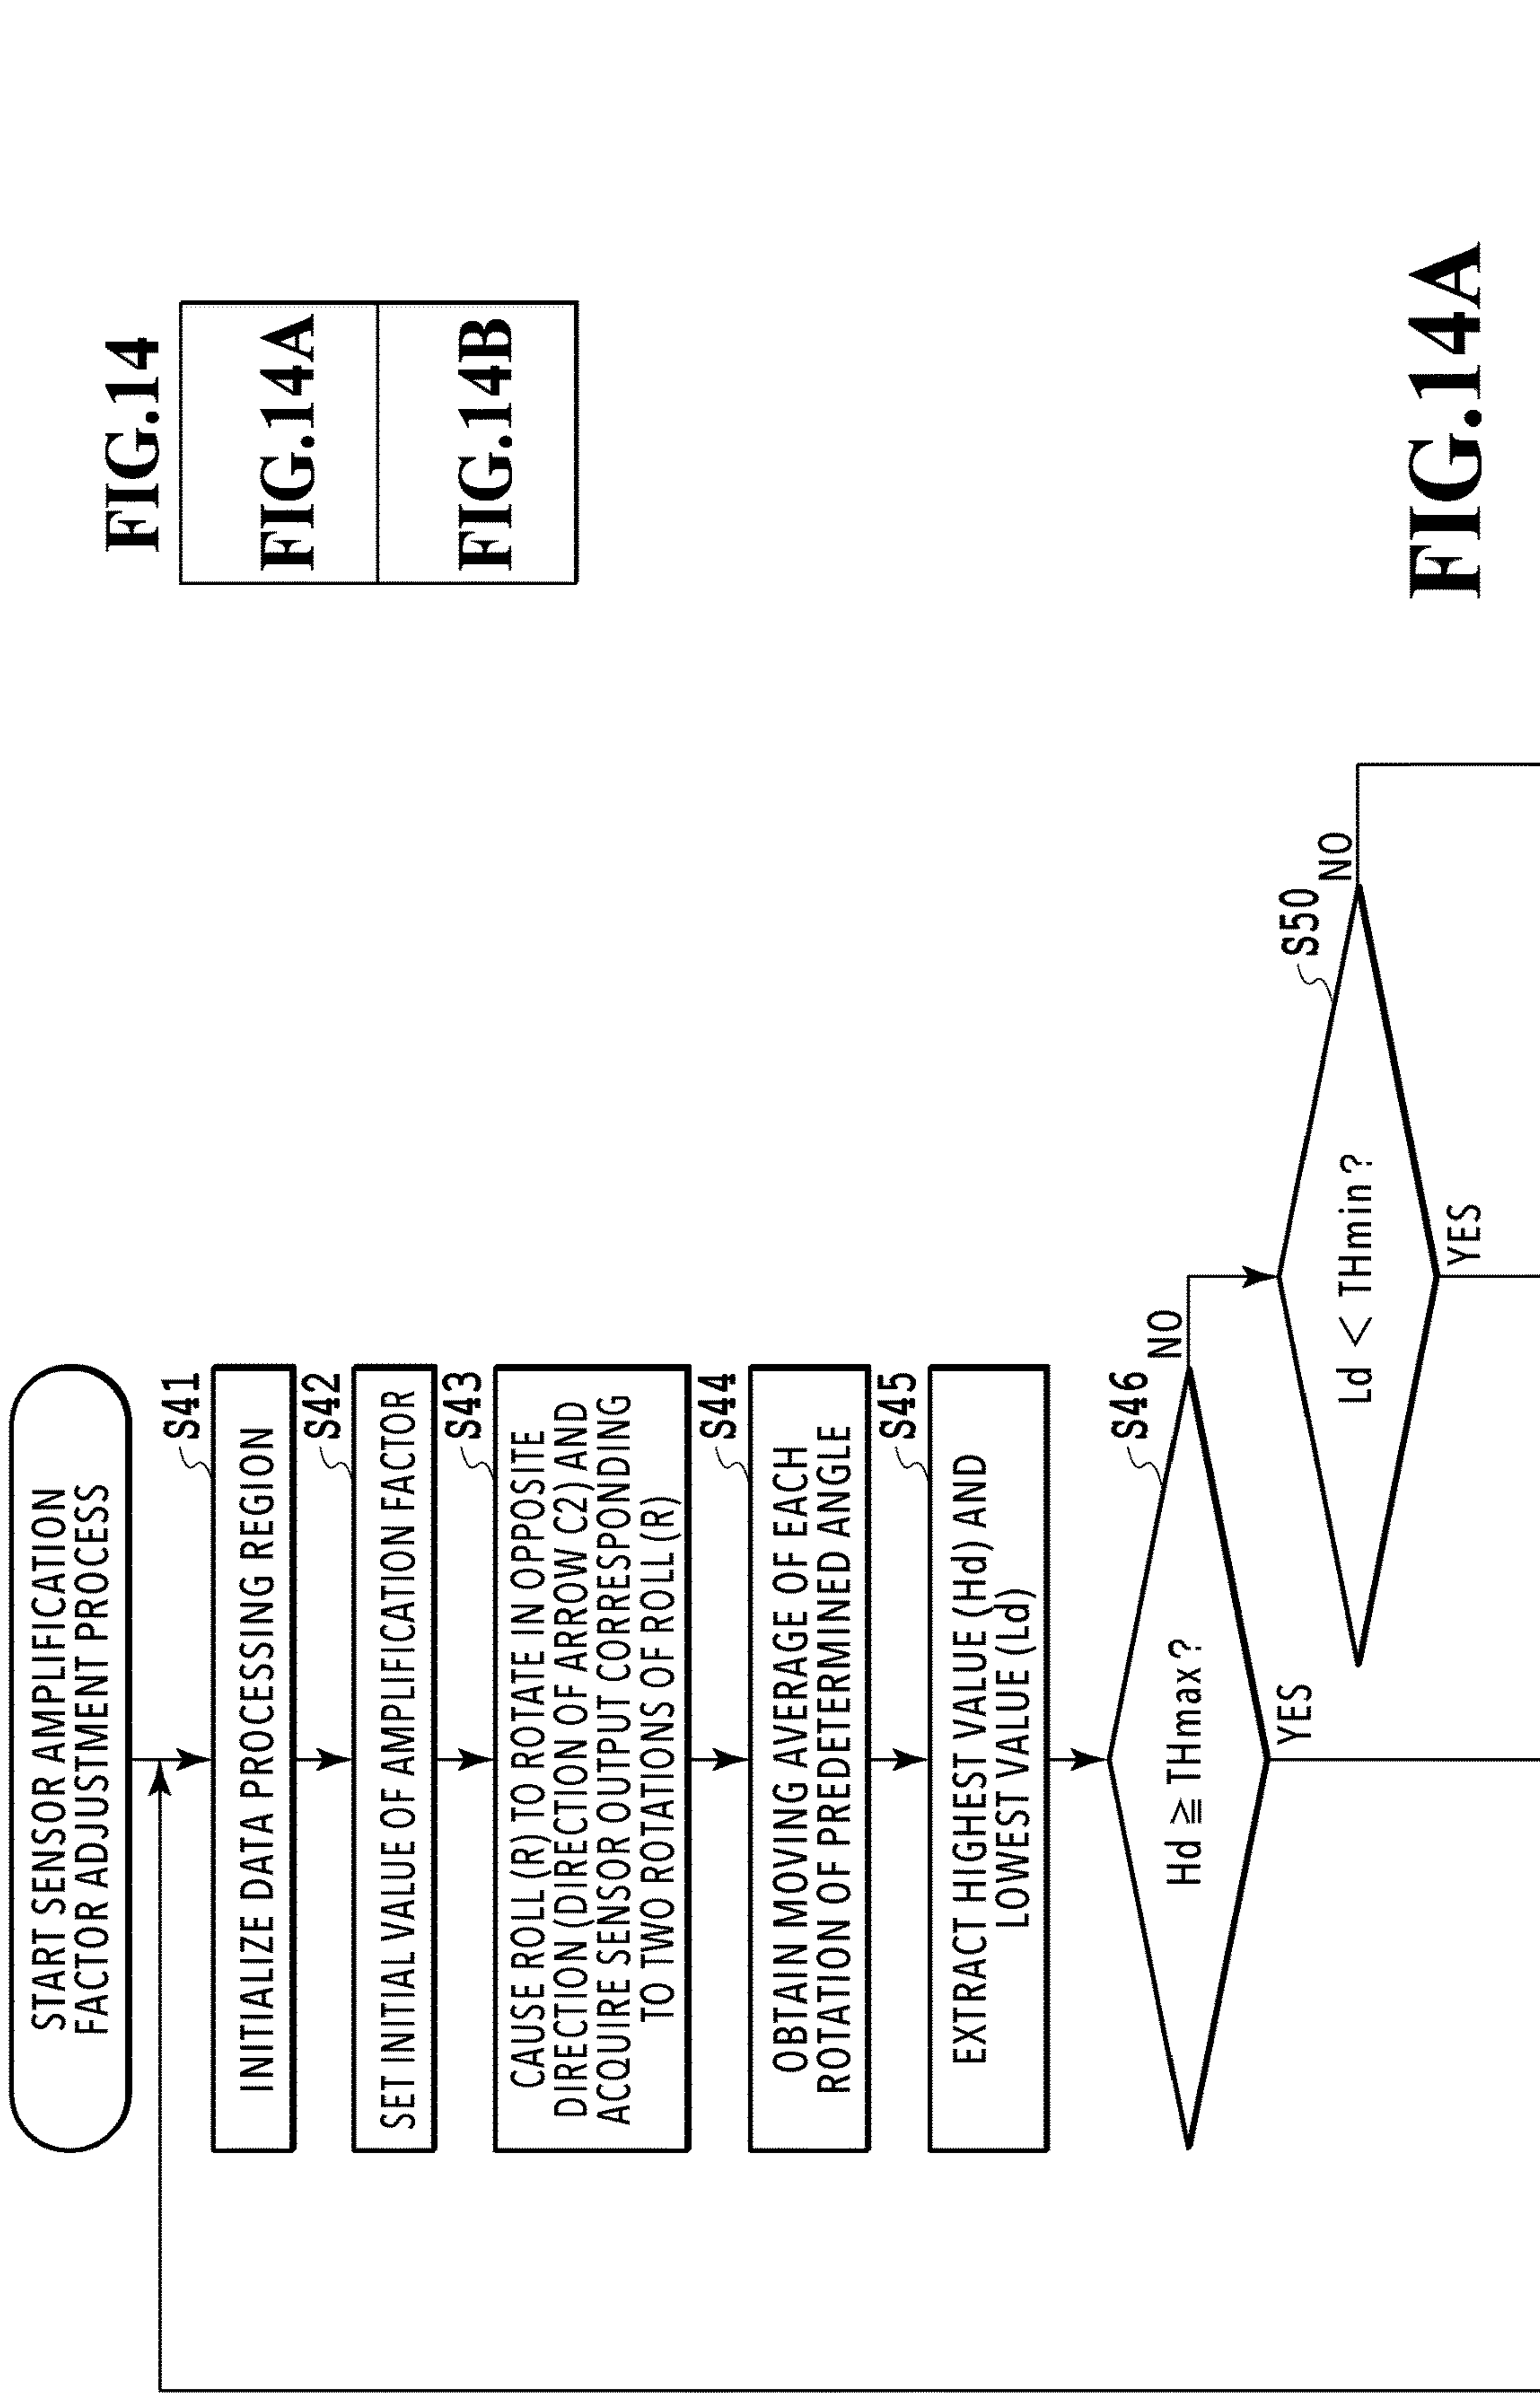 FIG.14
FIG.14A
FIG.14B
START SENSOR AMPLIFICATION
FACTOR ADJUSTMENT PROCESS
S41
INITIALIZE DATA PROCESSING REGION
S42
SET INITIAL VALUE OF AMPLIFICATION FACTOR
S43
CAUSE ROLL (R) TO ROTATE IN OPPOSITE
DIRECTION (DIRECTION OF ARROW C2) AND
ACQUIRE SENSOR OUTPUT CORRESPONDING
TO TWO ROTATIONS OF ROLL (R)
S44
OBTAIN MOVING AVERAGE OF EACH
ROTATION OF PREDETERMINED ANGLE
S45
EXTRACT HIGHEST VALUE (Hd) AND
LOWEST VALUE (Ld)
S46
Hd ≧ THmax?
NO
YES
S50
Ld < THmin?
NO
YES
FIG.14A